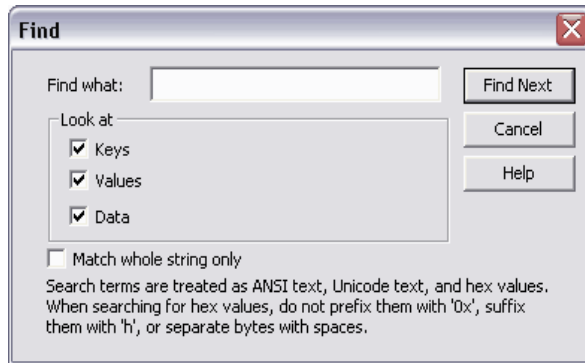 Find
Find what:
Find Next
Look at
Cancel
Keys
Help
Values
Data
Match whole string only
Search terms are treated as ANSI text, Unicode text, and hex values.
When searching for hex values, do not prefix them with '0x', suffix
them with 'h', or separate bytes with spaces.